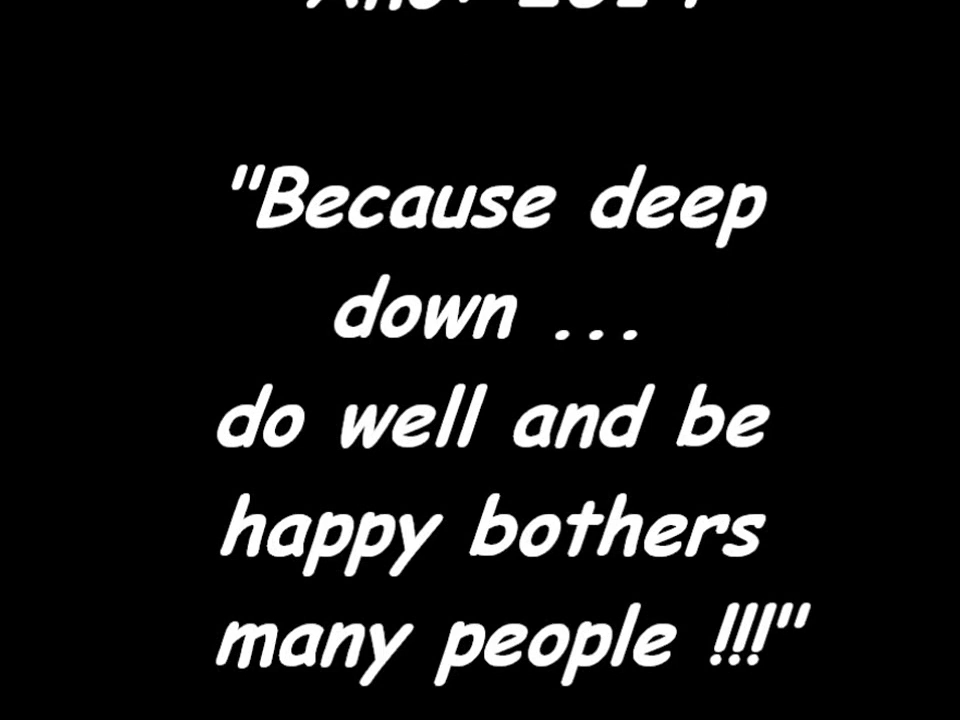 "Because deep
down ...
do well and be
happy bothers
many people !!!"